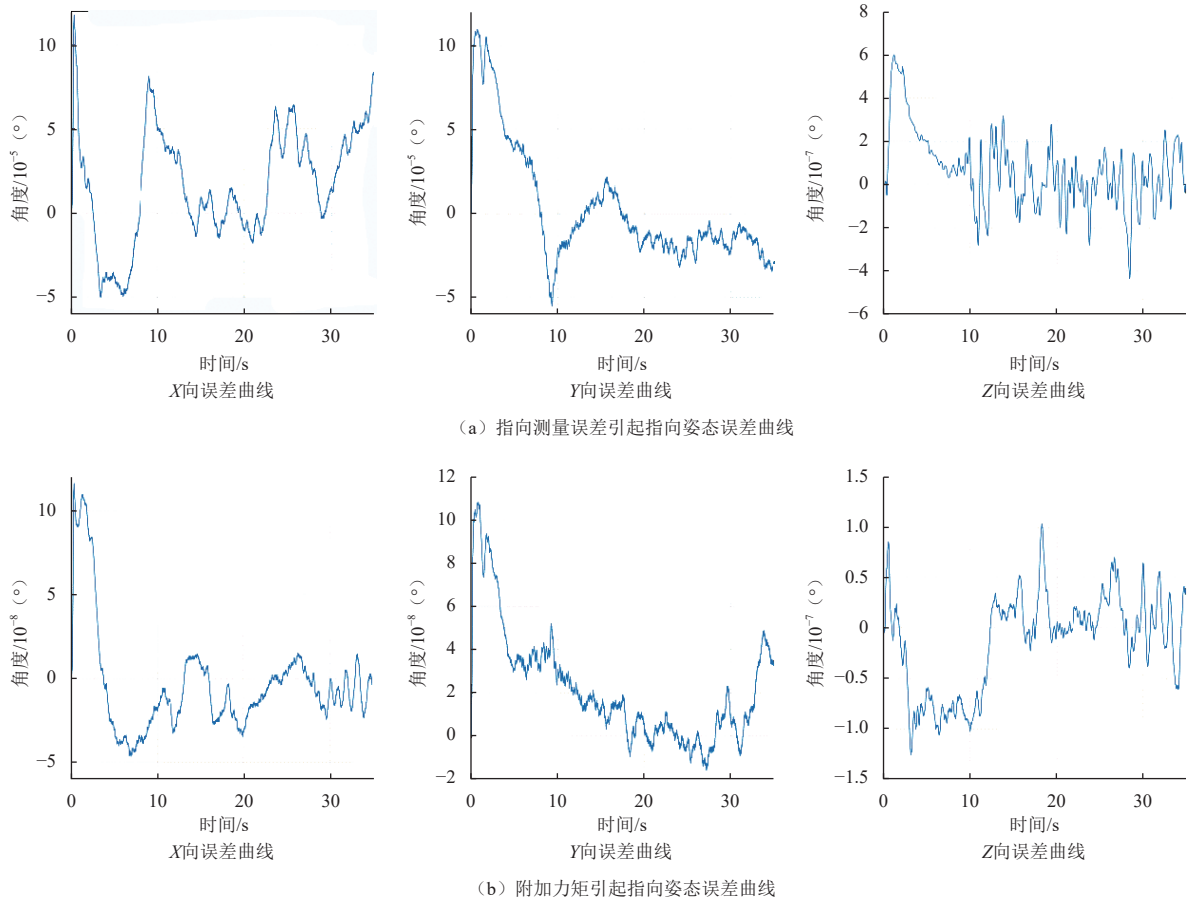 10
5
0
−5
角度/10⁻⁵（°）
0
10
20
30
时间/s
X向误差曲线
10
5
0
−5
角度/10⁻⁵（°）
0
10
20
30
时间/s
Y向误差曲线
8
6
4
2
0
−2
−4
−6
角度/10⁻⁷（°）
0
10
20
30
时间/s
Z向误差曲线
（a）指向测量误差引起指向姿态误差曲线
10
5
0
−5
角度/10⁻⁸（°）
0
10
20
30
时间/s
X向误差曲线
12
10
8
6
4
2
0
−2
角度/10⁻⁸（°）
0
10
20
30
时间/s
Y向误差曲线
1.5
1.0
0.5
0
−0.5
−1.0
−1.5
角度/10⁻⁷（°）
0
10
20
30
时间/s
Z向误差曲线
（b）附加力矩引起指向姿态误差曲线